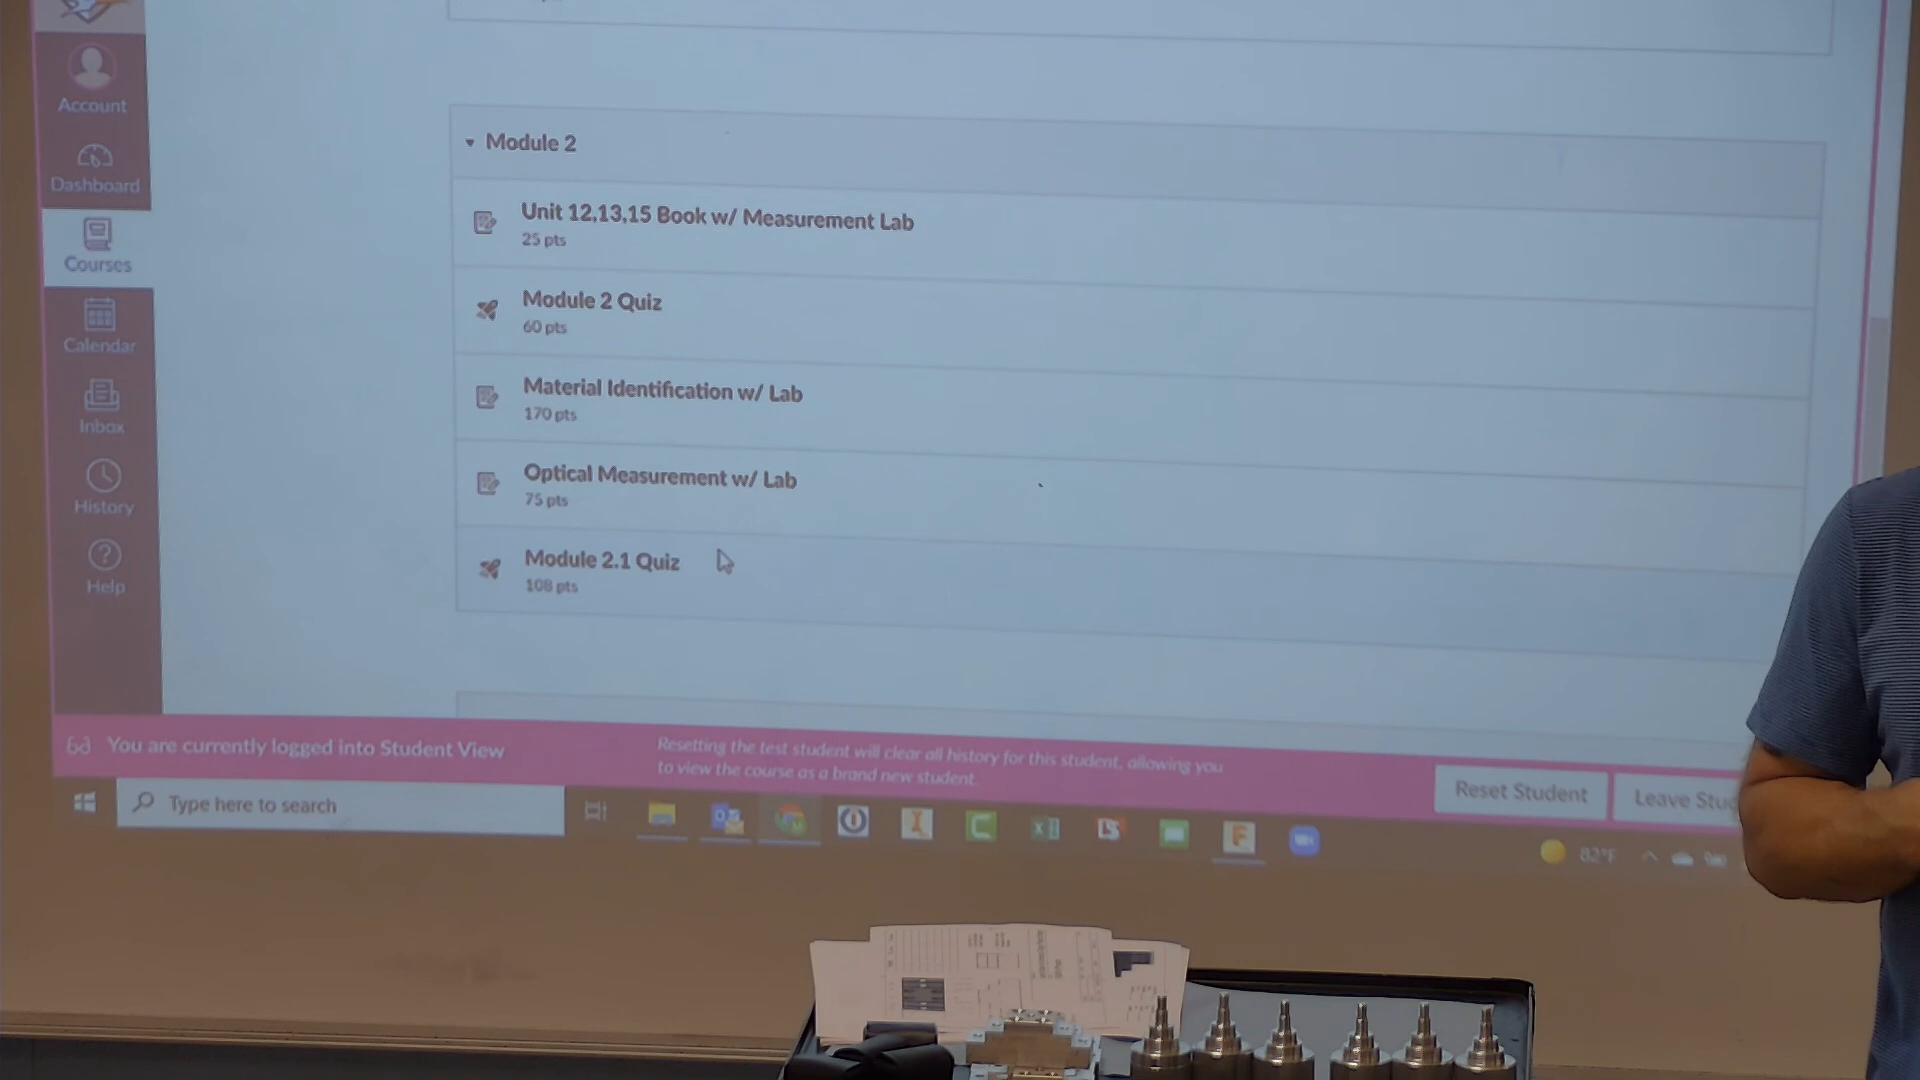 Account
Dashboard
Courses
Calendar
Inbox
History
Help
Module 2
Unit 12,13,15 Book w/ Measurement Lab
25 pts
Module 2 Quiz
60 pts
Material Identification w/ Lab
170 pts
Optical Measurement w/ Lab
75 pts
Module 2.1 Quiz
108 pts
You are currently logged into Student View
Resetting the test student will clear all history for this student, allowing you
to view the course as a brand new student.
Reset Student
Leave
Type here to search
82°F